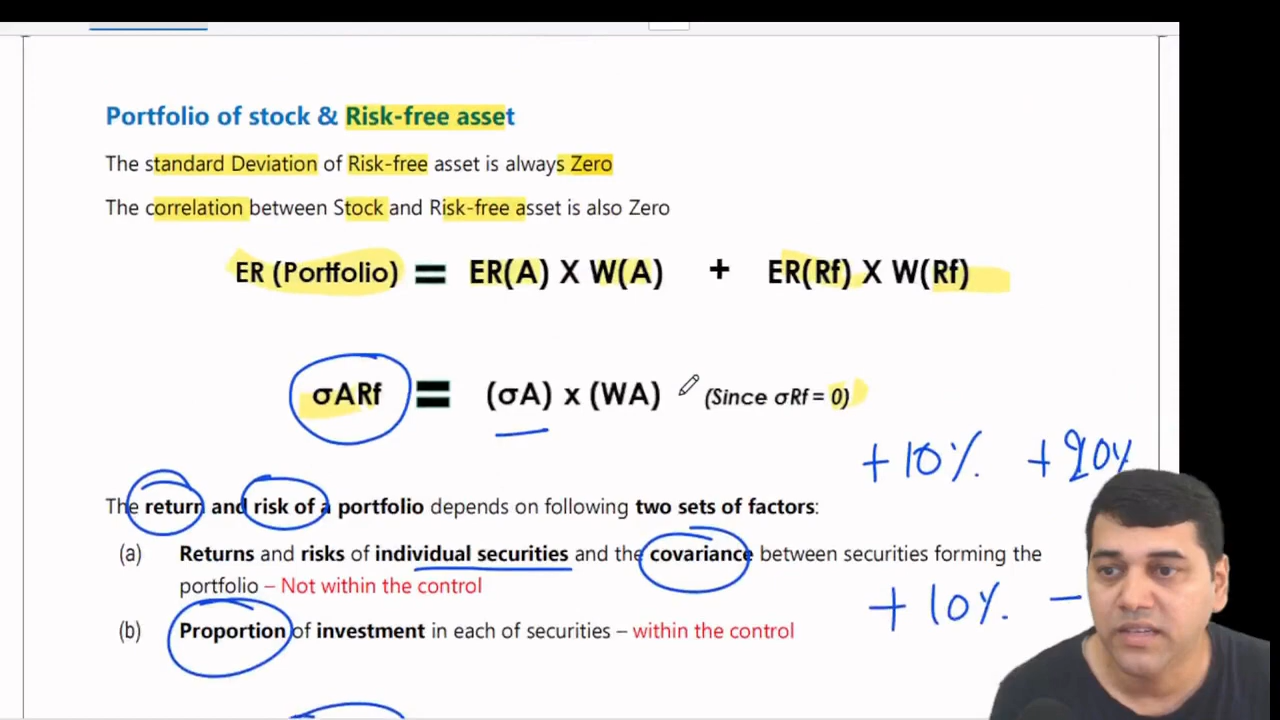 Portfolio of stock & Risk-free asset
The standard Deviation of Risk-free asset is always Zero
The correlation between Stock and Risk-free asset is also Zero
ER (Portfolio) = ER(A) X W(A) + ER(Rf) X W(Rf)
σARf = (σA) x (WA) (Since σRf = 0)
+10% +20%
The return and risk of a portfolio depends on following two sets of factors:
(a) Returns and risks of individual securities and the covariance between securities forming the
portfolio – Not within the control
+10% –
(b) Proportion of investment in each of securities – within the control